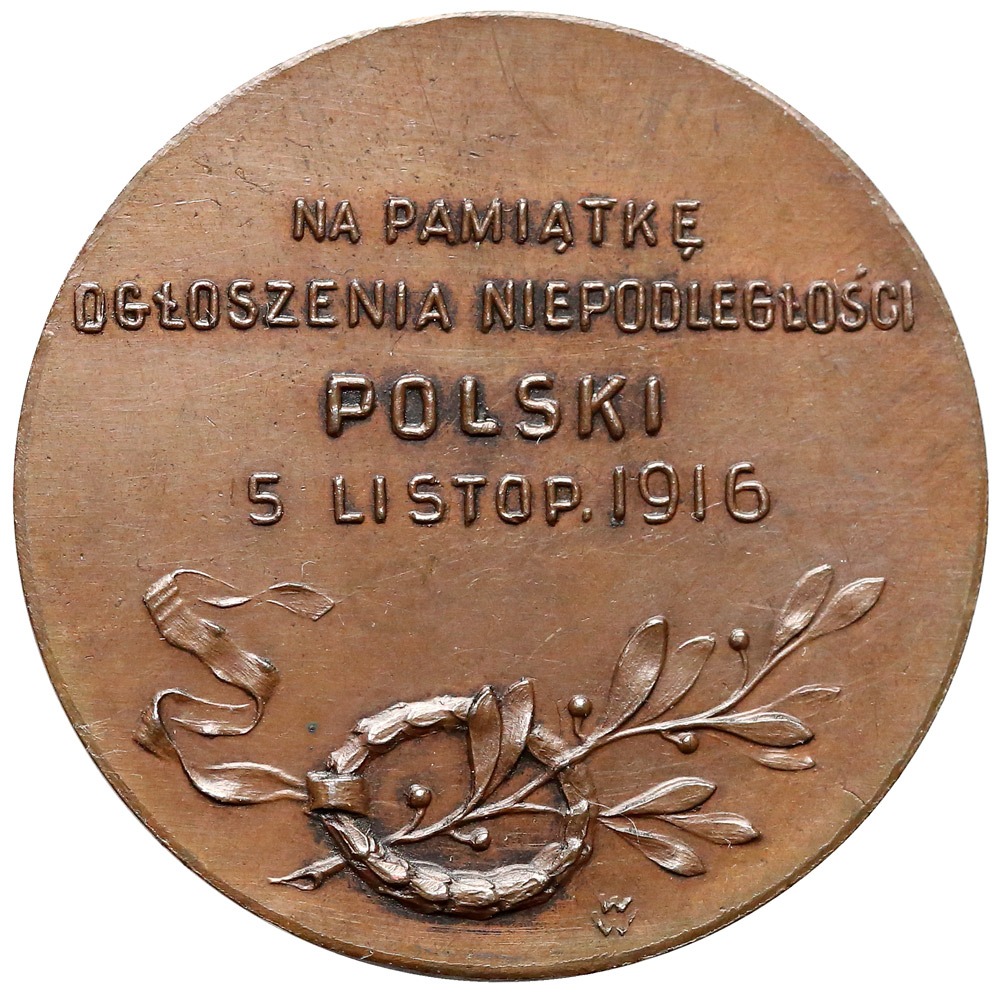 NA PAMIĄTKĘ
OGŁOSZENIA NIEPODLEGŁOŚCI
POLSKI
5 LISTOP. 1916